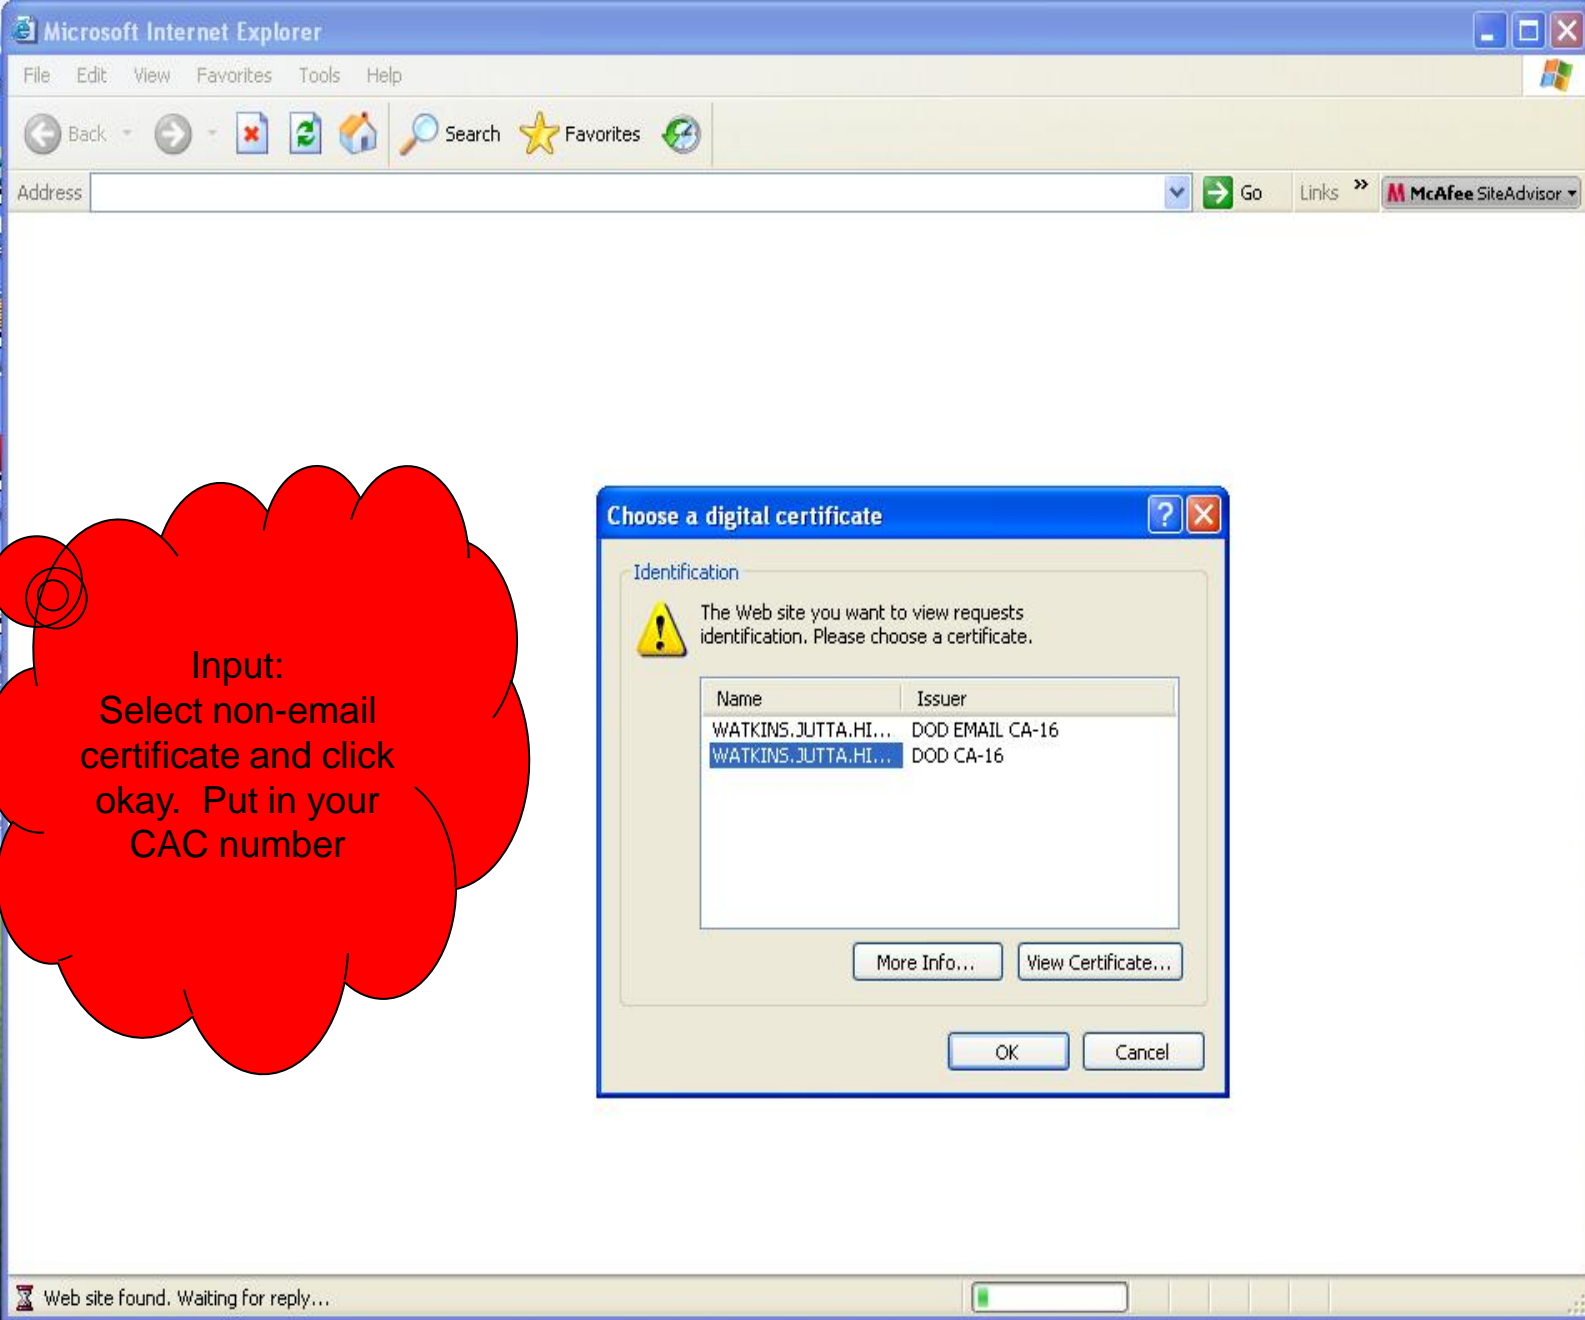 Microsoft Internet Explorer
File Edit View Favorites Tools Help
Back Search Favorites
Address Go Links » McAfee SiteAdvisor
Choose a digital certificate
Identification
The Web site you want to view requests
identification. Please choose a certificate.
Name Issuer
WATKINS.JUTTA.HI... DOD EMAIL CA-16
WATKINS.JUTTA.HI... DOD CA-16
More Info... View Certificate...
OK Cancel
Input:
Select non-email
certificate and click
okay. Put in your
CAC number
Web site found. Waiting for reply...